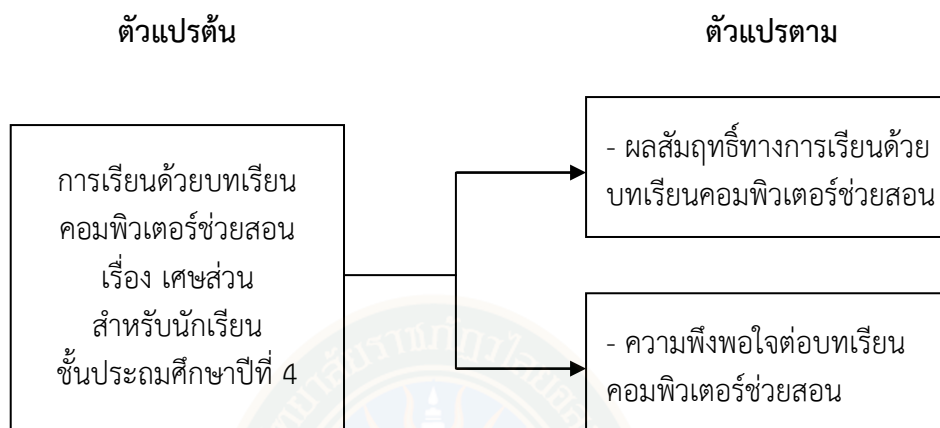 ตัวแปรต้น
ตัวแปรตาม
การเรียนด้วยบทเรียน
คอมพิวเตอร์ช่วยสอน
เรื่อง เศษส่วน
สำหรับนักเรียน
ชั้นประถมศึกษาปีที่ 4
- ผลสัมฤทธิ์ทางการเรียนด้วย
บทเรียนคอมพิวเตอร์ช่วยสอน
- ความพึงพอใจต่อบทเรียน
คอมพิวเตอร์ช่วยสอน